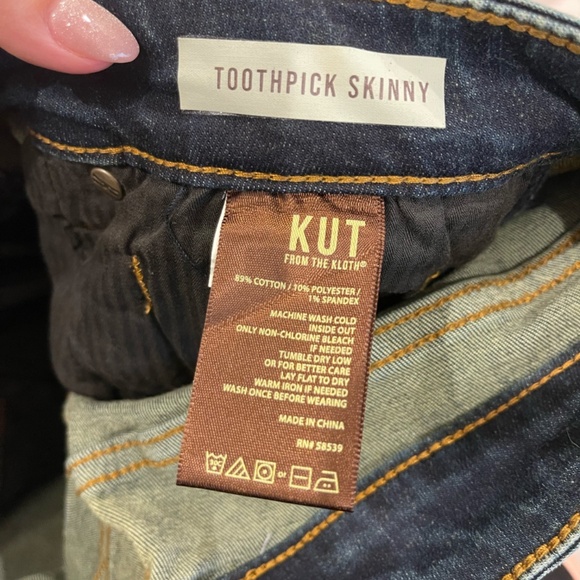 TOOTHPICK SKINNY
KUT
FROM THE KLOTH®
89% COTTON / 10% POLYESTER /
1% SPANDEX
MACHINE WASH COLD
INSIDE OUT
ONLY NON-CHLORINE BLEACH
IF NEEDED
TUMBLE DRY LOW
OR FOR BETTER CARE
LAY FLAT TO DRY
WARM IRON IF NEEDED
WASH ONCE BEFORE WEARING
MADE IN CHINA
RN# 58539
or